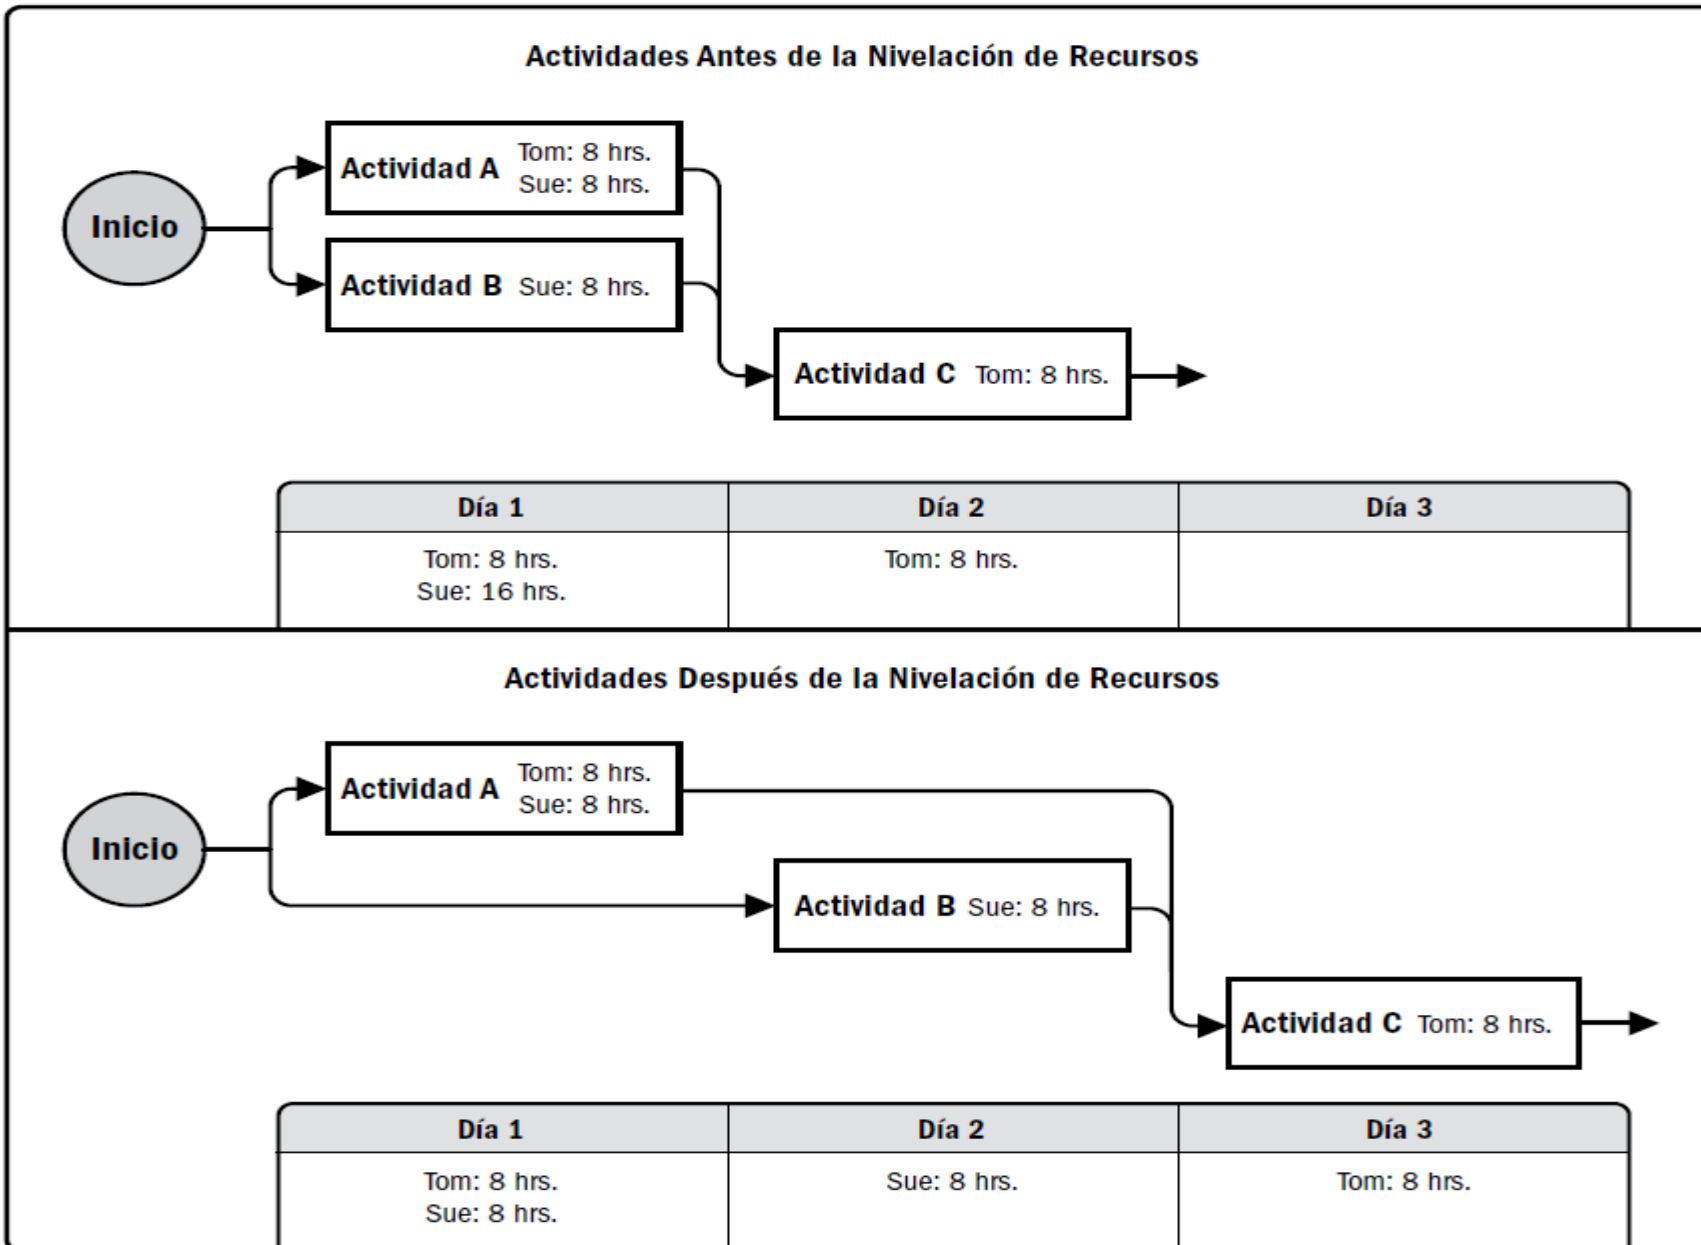 Actividades Antes de la Nivelación de Recursos
Inicio
Actividad A
Tom: 8 hrs.
Sue: 8 hrs.
Actividad B Sue: 8 hrs.
Actividad C Tom: 8 hrs.
Día 1
Día 2
Día 3
Tom: 8 hrs.
Sue: 16 hrs.
Tom: 8 hrs.
Actividades Después de la Nivelación de Recursos
Inicio
Actividad A
Tom: 8 hrs.
Sue: 8 hrs.
Actividad B Sue: 8 hrs.
Actividad C Tom: 8 hrs.
Día 1
Día 2
Día 3
Tom: 8 hrs.
Sue: 8 hrs.
Sue: 8 hrs.
Tom: 8 hrs.